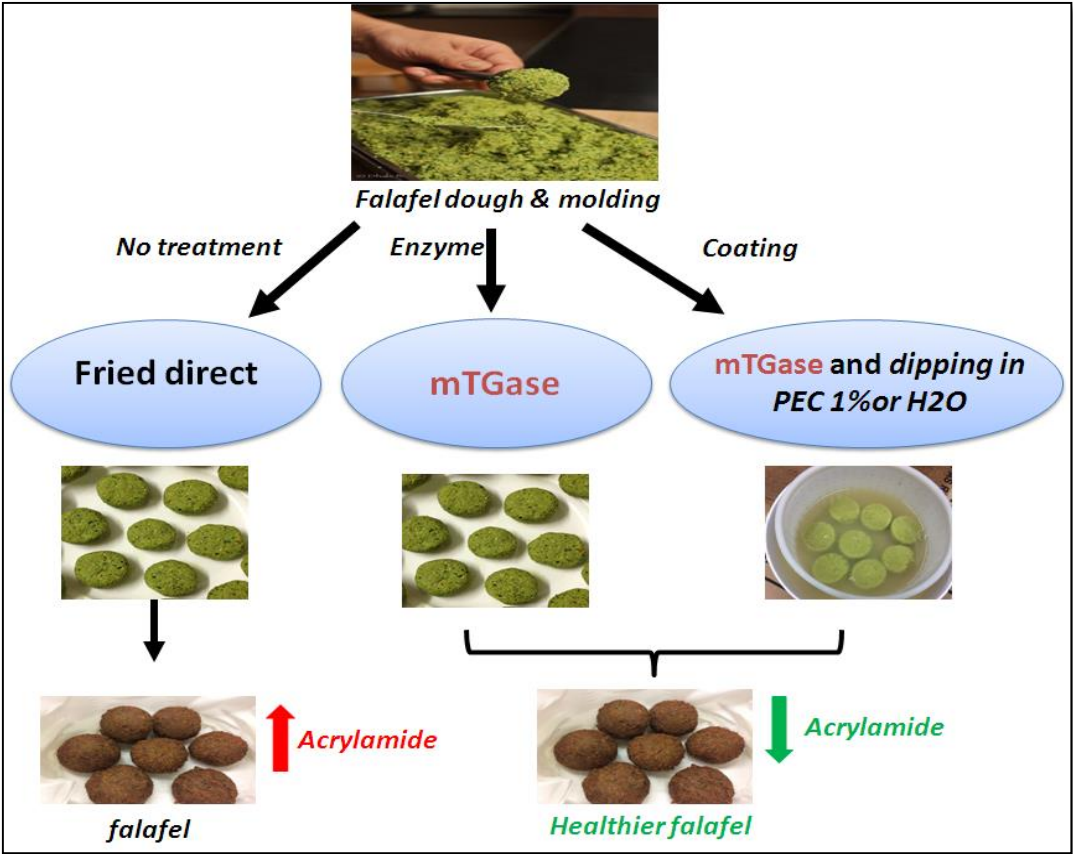 Falafel dough & molding
No treatment
Enzyme
Coating
Fried direct
mTGase
mTGase and dipping in
PEC 1%or H2O
Acrylamide
Acrylamide
falafel
Healthier falafel